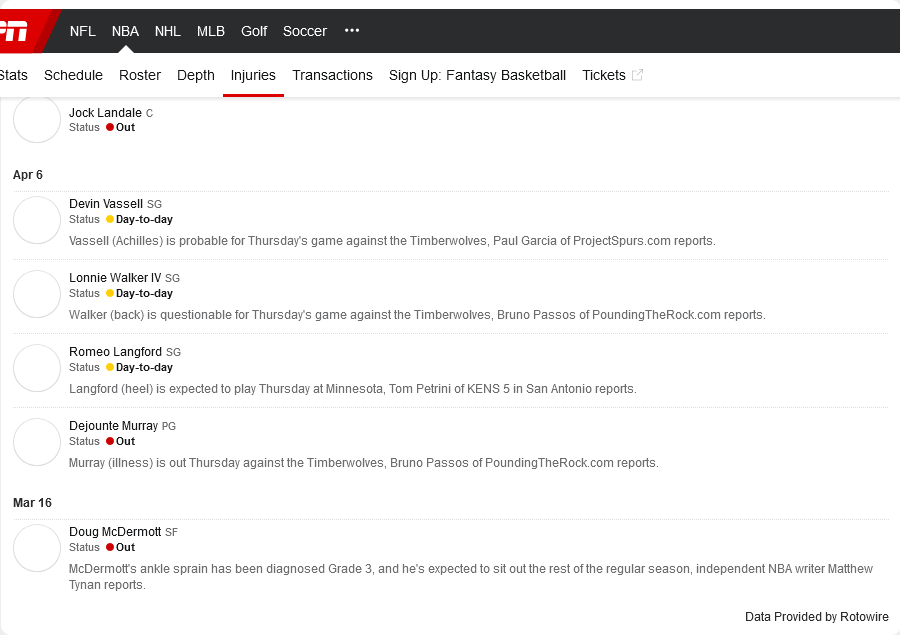 NFL NBA NHL MLB Golf Soccer •••
Schedule Roster Depth Injuries Transactions Sign Up: Fantasy Basketball Tickets
Jock Landale C
Status Out
Apr 6
Devin Vassell SG
Status Day-to-day
Vassell (Achilles) is probable for Thursday's game against the Timberwolves, Paul Garcia of ProjectSpurs.com reports.
Lonnie Walker IV SG
Status Day-to-day
Walker (back) is questionable for Thursday's game against the Timberwolves, Bruno Passos of PoundingTheRock.com reports.
Romeo Langford SG
Status Day-to-day
Langford (heel) is expected to play Thursday at Minnesota, Tom Petrini of KENS 5 in San Antonio reports.
Dejounte Murray PG
Status Out
Murray (illness) is out Thursday against the Timberwolves, Bruno Passos of PoundingTheRock.com reports.
Mar 16
Doug McDermott SF
Status Out
McDermott's ankle sprain has been diagnosed Grade 3, and he's expected to sit out the rest of the regular season, independent NBA writer Matthew
Tynan reports.
Data Provided by Rotowire